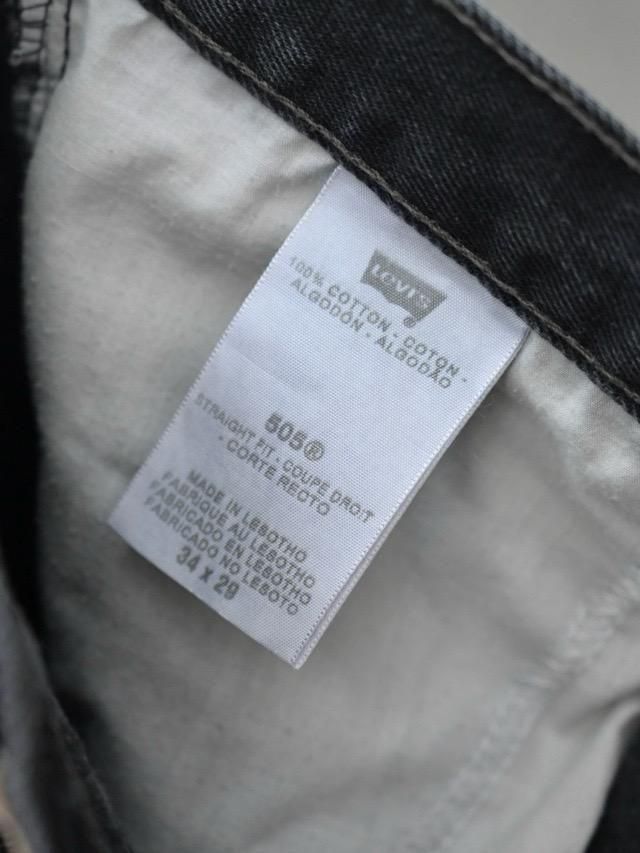 LEVI'S
®
100% COTTON - COTON -
ALGODÓN - ALGODÃO
505®
STRAIGHT FIT - COUPE DROIT
- CORTE RECTO
MADE IN LESOTHO
FABRIQUE AU LESOTHO
FABRICADO EN LESOTHO
FABRICADO NO LESOTO
34 X 29